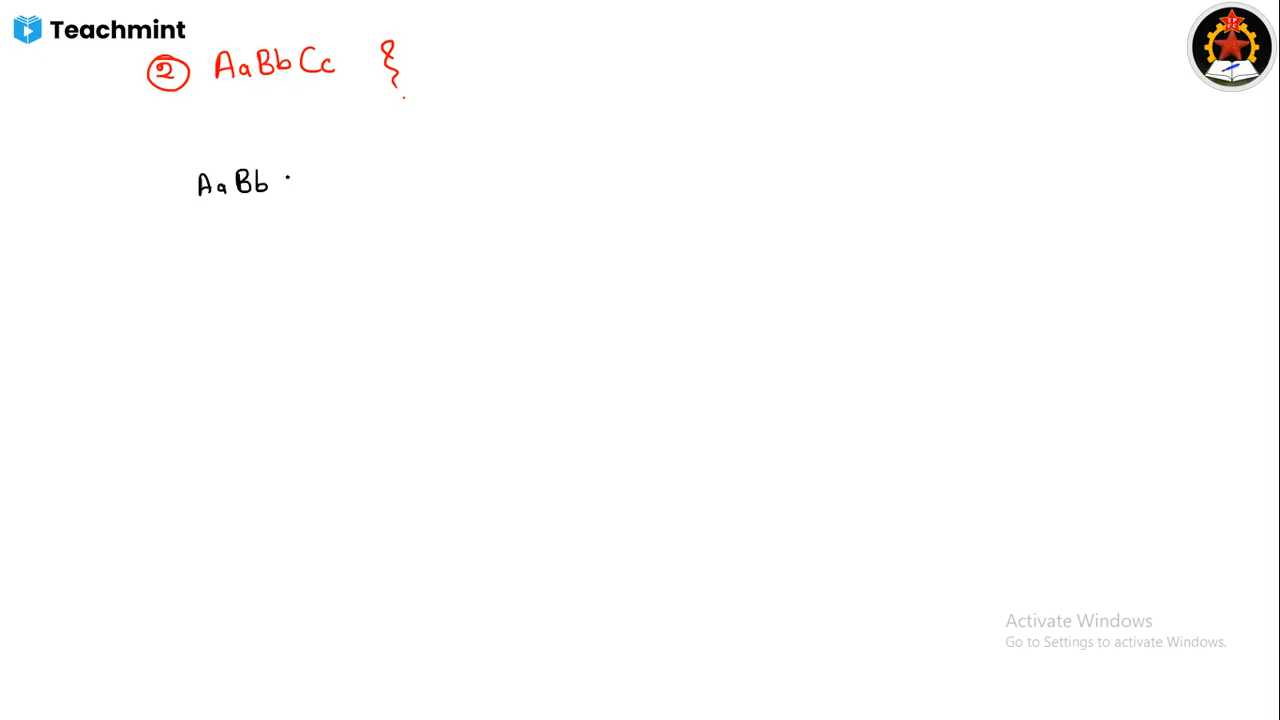 Teachmint
② AaBbCc
AaBb
Activate Windows
Go to Settings to activate Windows.